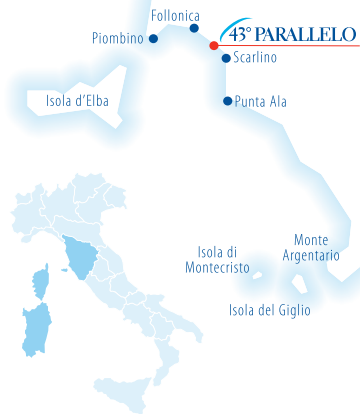 Follonica
43° PARALLELO
Piombino
Scarlino
Isola d'Elba
Punta Ala
Isola di
Montecristo
Monte
Argentario
Isola del Giglio